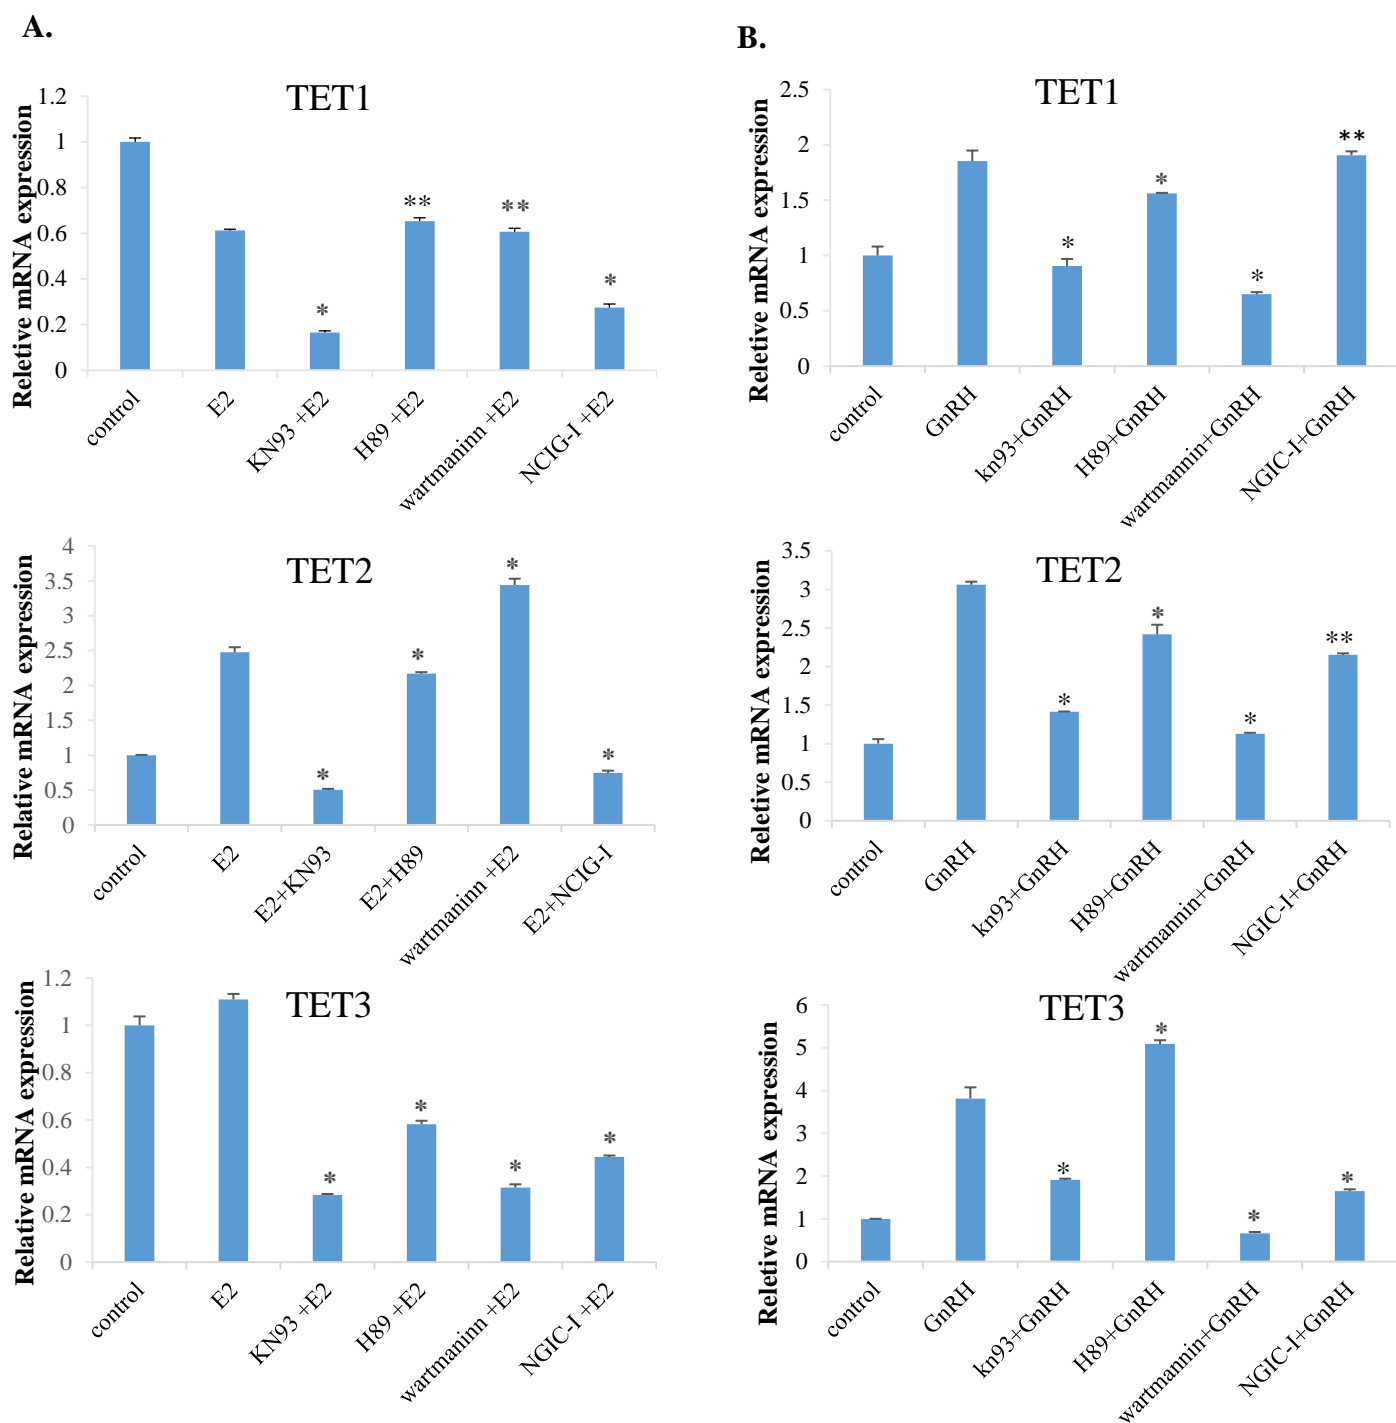 A.
TET1
Reletive mRNA expression
1.2
1
0.8
0.6
0.4
0.2
0
*
**
**
*
control
E2
KN93 +E2
H89 +E2
wartmaninn +E2
NCIG-I +E2
TET2
Relative mRNA expression
4
3.5
3
2.5
2
1.5
1
0.5
0
*
*
*
*
control
E2
E2+KN93
E2+H89
wartmaninn +E2
E2+NCIG-I
TET3
Relative mRNA expression
1.2
1
0.8
0.6
0.4
0.2
0
*
*
*
*
control
E2
KN93 +E2
H89 +E2
wartmaninn +E2
NGIC-I +E2
B.
TET1
Reletive mRNA expression
2.5
2
1.5
1
0.5
0
*
*
*
**
control
GnRH
kn93+GnRH
H89+GnRH
wartmannin+GnRH
NGIC-I+GnRH
TET2
Reletive mRNA expression
3.5
3
2.5
2
1.5
1
0.5
0
*
*
*
**
control
GnRH
kn93+GnRH
H89+GnRH
wartmannin+GnRH
NGIC-I+GnRH
TET3
Reletive mRNA expression
6
5
4
3
2
1
0
*
*
*
*
control
GnRH
kn93+GnRH
H89+GnRH
wartmannin+GnRH
NGIC-I+GnRH